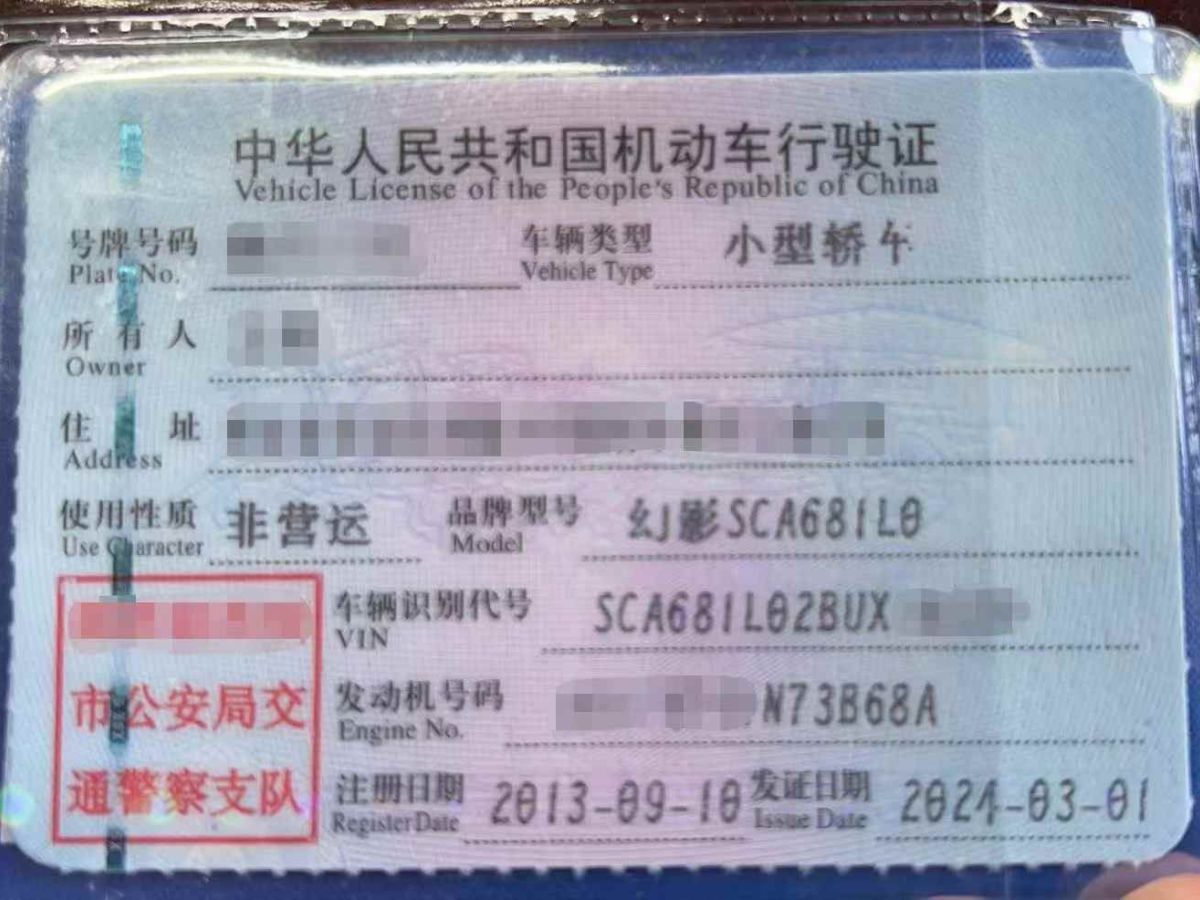 中华人民共和国机动车行驶证
Vehicle License of the People's Republic of China
号牌号码 车辆类型 小型轿车
Plate No. Vehicle Type
所有人
Owner
住址
Address
使用性质 非营运 品牌型号 幻影SCA681L0
Use Character Model
车辆识别代号 SCA681L02BUX
VIN
市公安局交
发动机号码 N73B68A
Engine No.
通警察支队
注册日期 2013-09-10 发证日期 2024-03-01
Register Date Issue Date